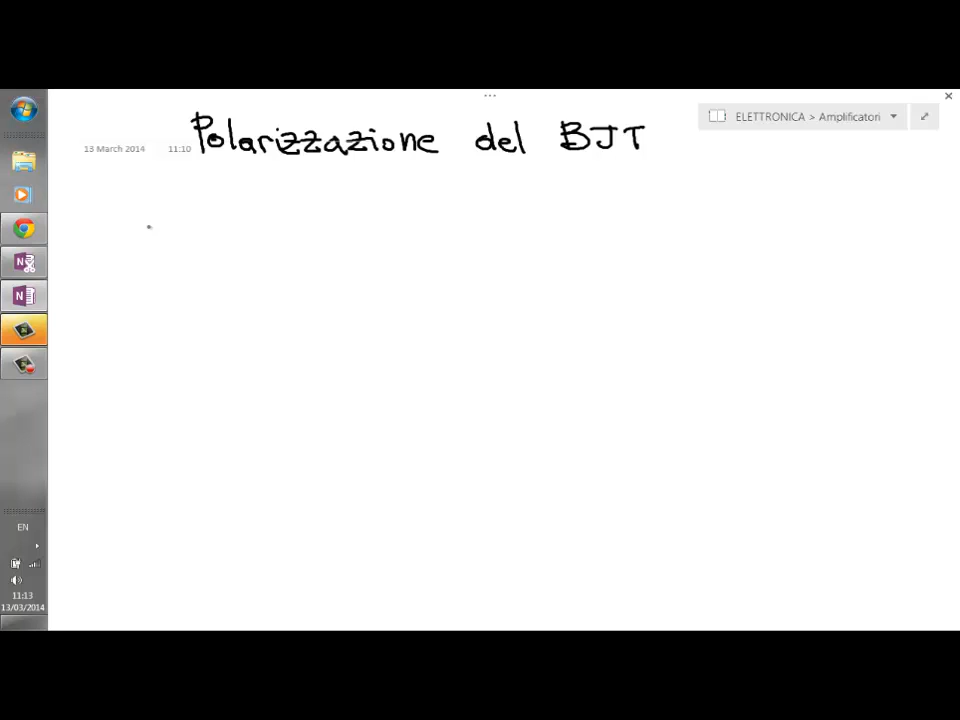 ELETTRONICA > Amplificatori
Polarizzazione del BJT
13 March 2014 11:10
EN
11:13
13/03/2014